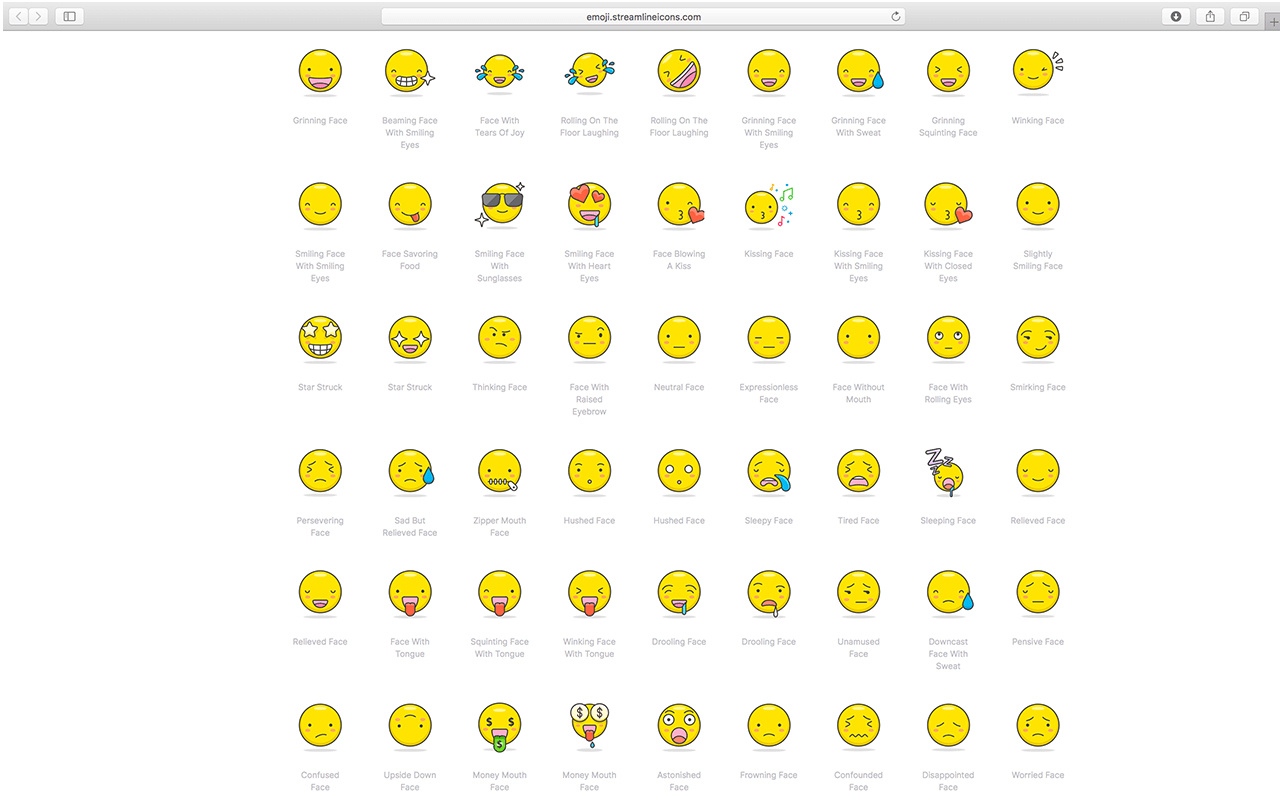 emoji.streamlineicons.com
Grinning Face
Beaming Face
With Smiling
Eyes
Face With
Tears Of Joy
Rolling On The
Floor Laughing
Rolling On The
Floor Laughing
Grinning Face
With Smiling
Eyes
Grinning Face
With Sweat
Grinning
Squinting Face
Winking Face
Smiling Face
With Smiling
Eyes
Face Savoring
Food
Smiling Face
With
Sunglasses
Smiling Face
With Heart
Eyes
Face Blowing
A Kiss
Kissing Face
Kissing Face
With Smiling
Eyes
Kissing Face
With Closed
Eyes
Slightly
Smiling Face
Star Struck
Star Struck
Thinking Face
Face With
Raised
Eyebrow
Neutral Face
Expressionless
Face
Face Without
Mouth
Face With
Rolling Eyes
Smirking Face
Z Z Z Z
Persevering
Face
Sad But
Relieved Face
Zipper Mouth
Face
Hushed Face
Hushed Face
Sleepy Face
Tired Face
Sleeping Face
Relieved Face
Relieved Face
Face With
Tongue
Squinting Face
With Tongue
Winking Face
With Tongue
Drooling Face
Drooling Face
Unamused
Face
Downcast
Face With
Sweat
Pensive Face
$ $
$
$ $
Confused
Face
Upside Down
Face
Money Mouth
Face
Money Mouth
Face
Astonished
Face
Frowning Face
Confounded
Face
Disappointed
Face
Worried Face